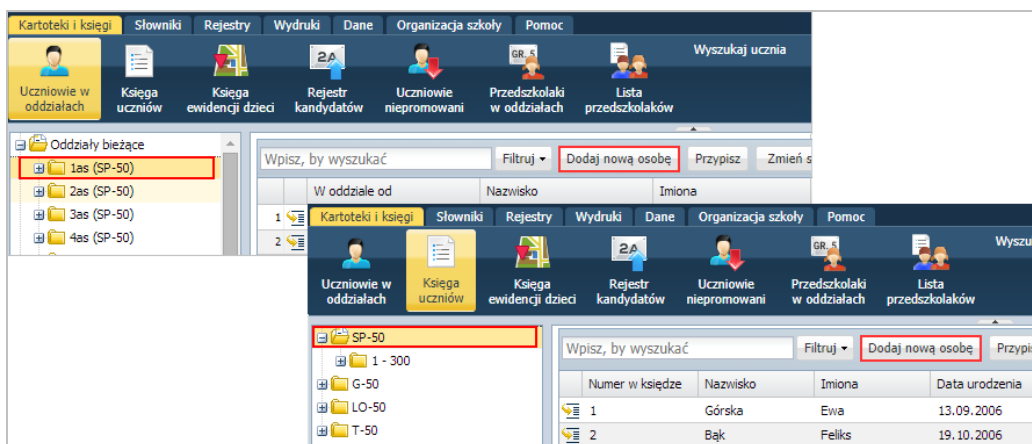 Kartoteki i księgi Słowniki Rejestry Wydruki Dane Organizacja szkoły Pomoc
Uczniowie w oddziałach
Księga uczniów
Księga ewidencji dzieci
2A
Rejestr kandydatów
Uczniowie niepromowani
GR. 5
Przedszkolaki w oddziałach
Lista przedszkolaków
Wyszukaj ucznia
Oddziały bieżące
1as (SP-50)
2as (SP-50)
3as (SP-50)
4as (SP-50)
Wpisz, by wyszukać Filtruj Dodaj nową osobę Przypisz Zmień s
W oddziale od Nazwisko Imiona
1
2
Kartoteki i księgi Słowniki Rejestry Wydruki Dane Organizacja szkoły Pomoc
Uczniowie w oddziałach
Księga uczniów
Księga ewidencji dzieci
2A
Rejestr kandydatów
Uczniowie niepromowani
GR. 5
Przedszkolaki w oddziałach
Lista przedszkolaków
Wyszu
SP-50
1 - 300
G-50
LO-50
T-50
Wpisz, by wyszukać Filtruj Dodaj nową osobę Przypis
Numer w księdze Nazwisko Imiona Data urodzenia
1 Górska Ewa 13.09.2006
2 Bąk Feliks 19.10.2006